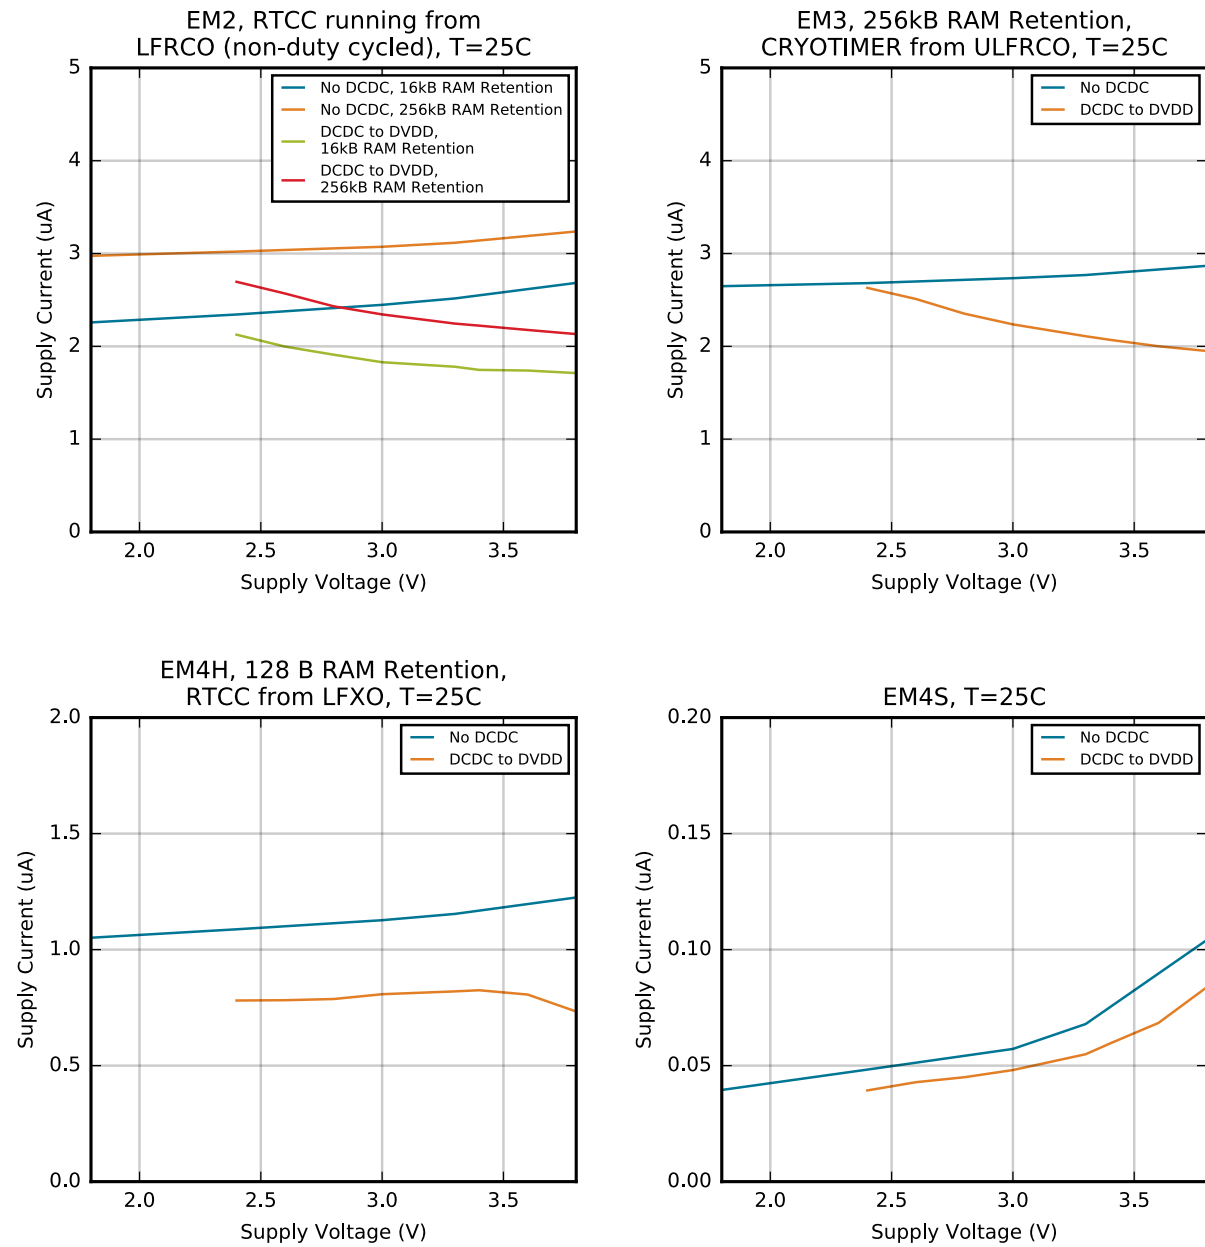 EM2, RTCC running from
LFRCO (non-duty cycled), T=25C
5
4
3
2
1
0
Supply Current (uA)
No DCDC, 16kB RAM Retention
No DCDC, 256kB RAM Retention
DCDC to DVDD,
16kB RAM Retention
DCDC to DVDD,
256kB RAM Retention
2.0 2.5 3.0 3.5
Supply Voltage (V)
EM3, 256kB RAM Retention,
CRYOTIMER from ULFRCO, T=25C
5
4
3
2
1
0
Supply Current (uA)
No DCDC
DCDC to DVDD
2.0 2.5 3.0 3.5
Supply Voltage (V)
EM4H, 128 B RAM Retention,
RTCC from LFXO, T=25C
2.0
1.5
1.0
0.5
0.0
Supply Current (uA)
No DCDC
DCDC to DVDD
2.0 2.5 3.0 3.5
Supply Voltage (V)
EM4S, T=25C
0.20
0.15
0.10
0.05
0.00
Supply Current (uA)
No DCDC
DCDC to DVDD
2.0 2.5 3.0 3.5
Supply Voltage (V)